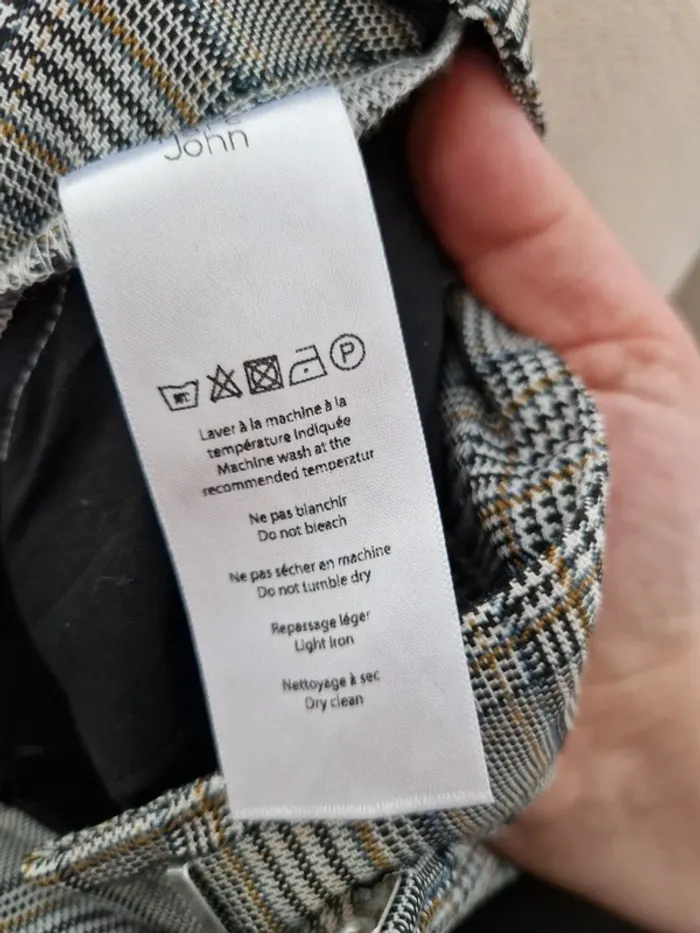 John
P
Laver à la machine à la
température indiquée
Machine wash at the
recommended temperatur
Ne pas blanchir
Do not bleach
Ne pas sécher en machine
Do not tumble dry
Repassage léger
Light Iron
Nettoyage à sec
Dry clean